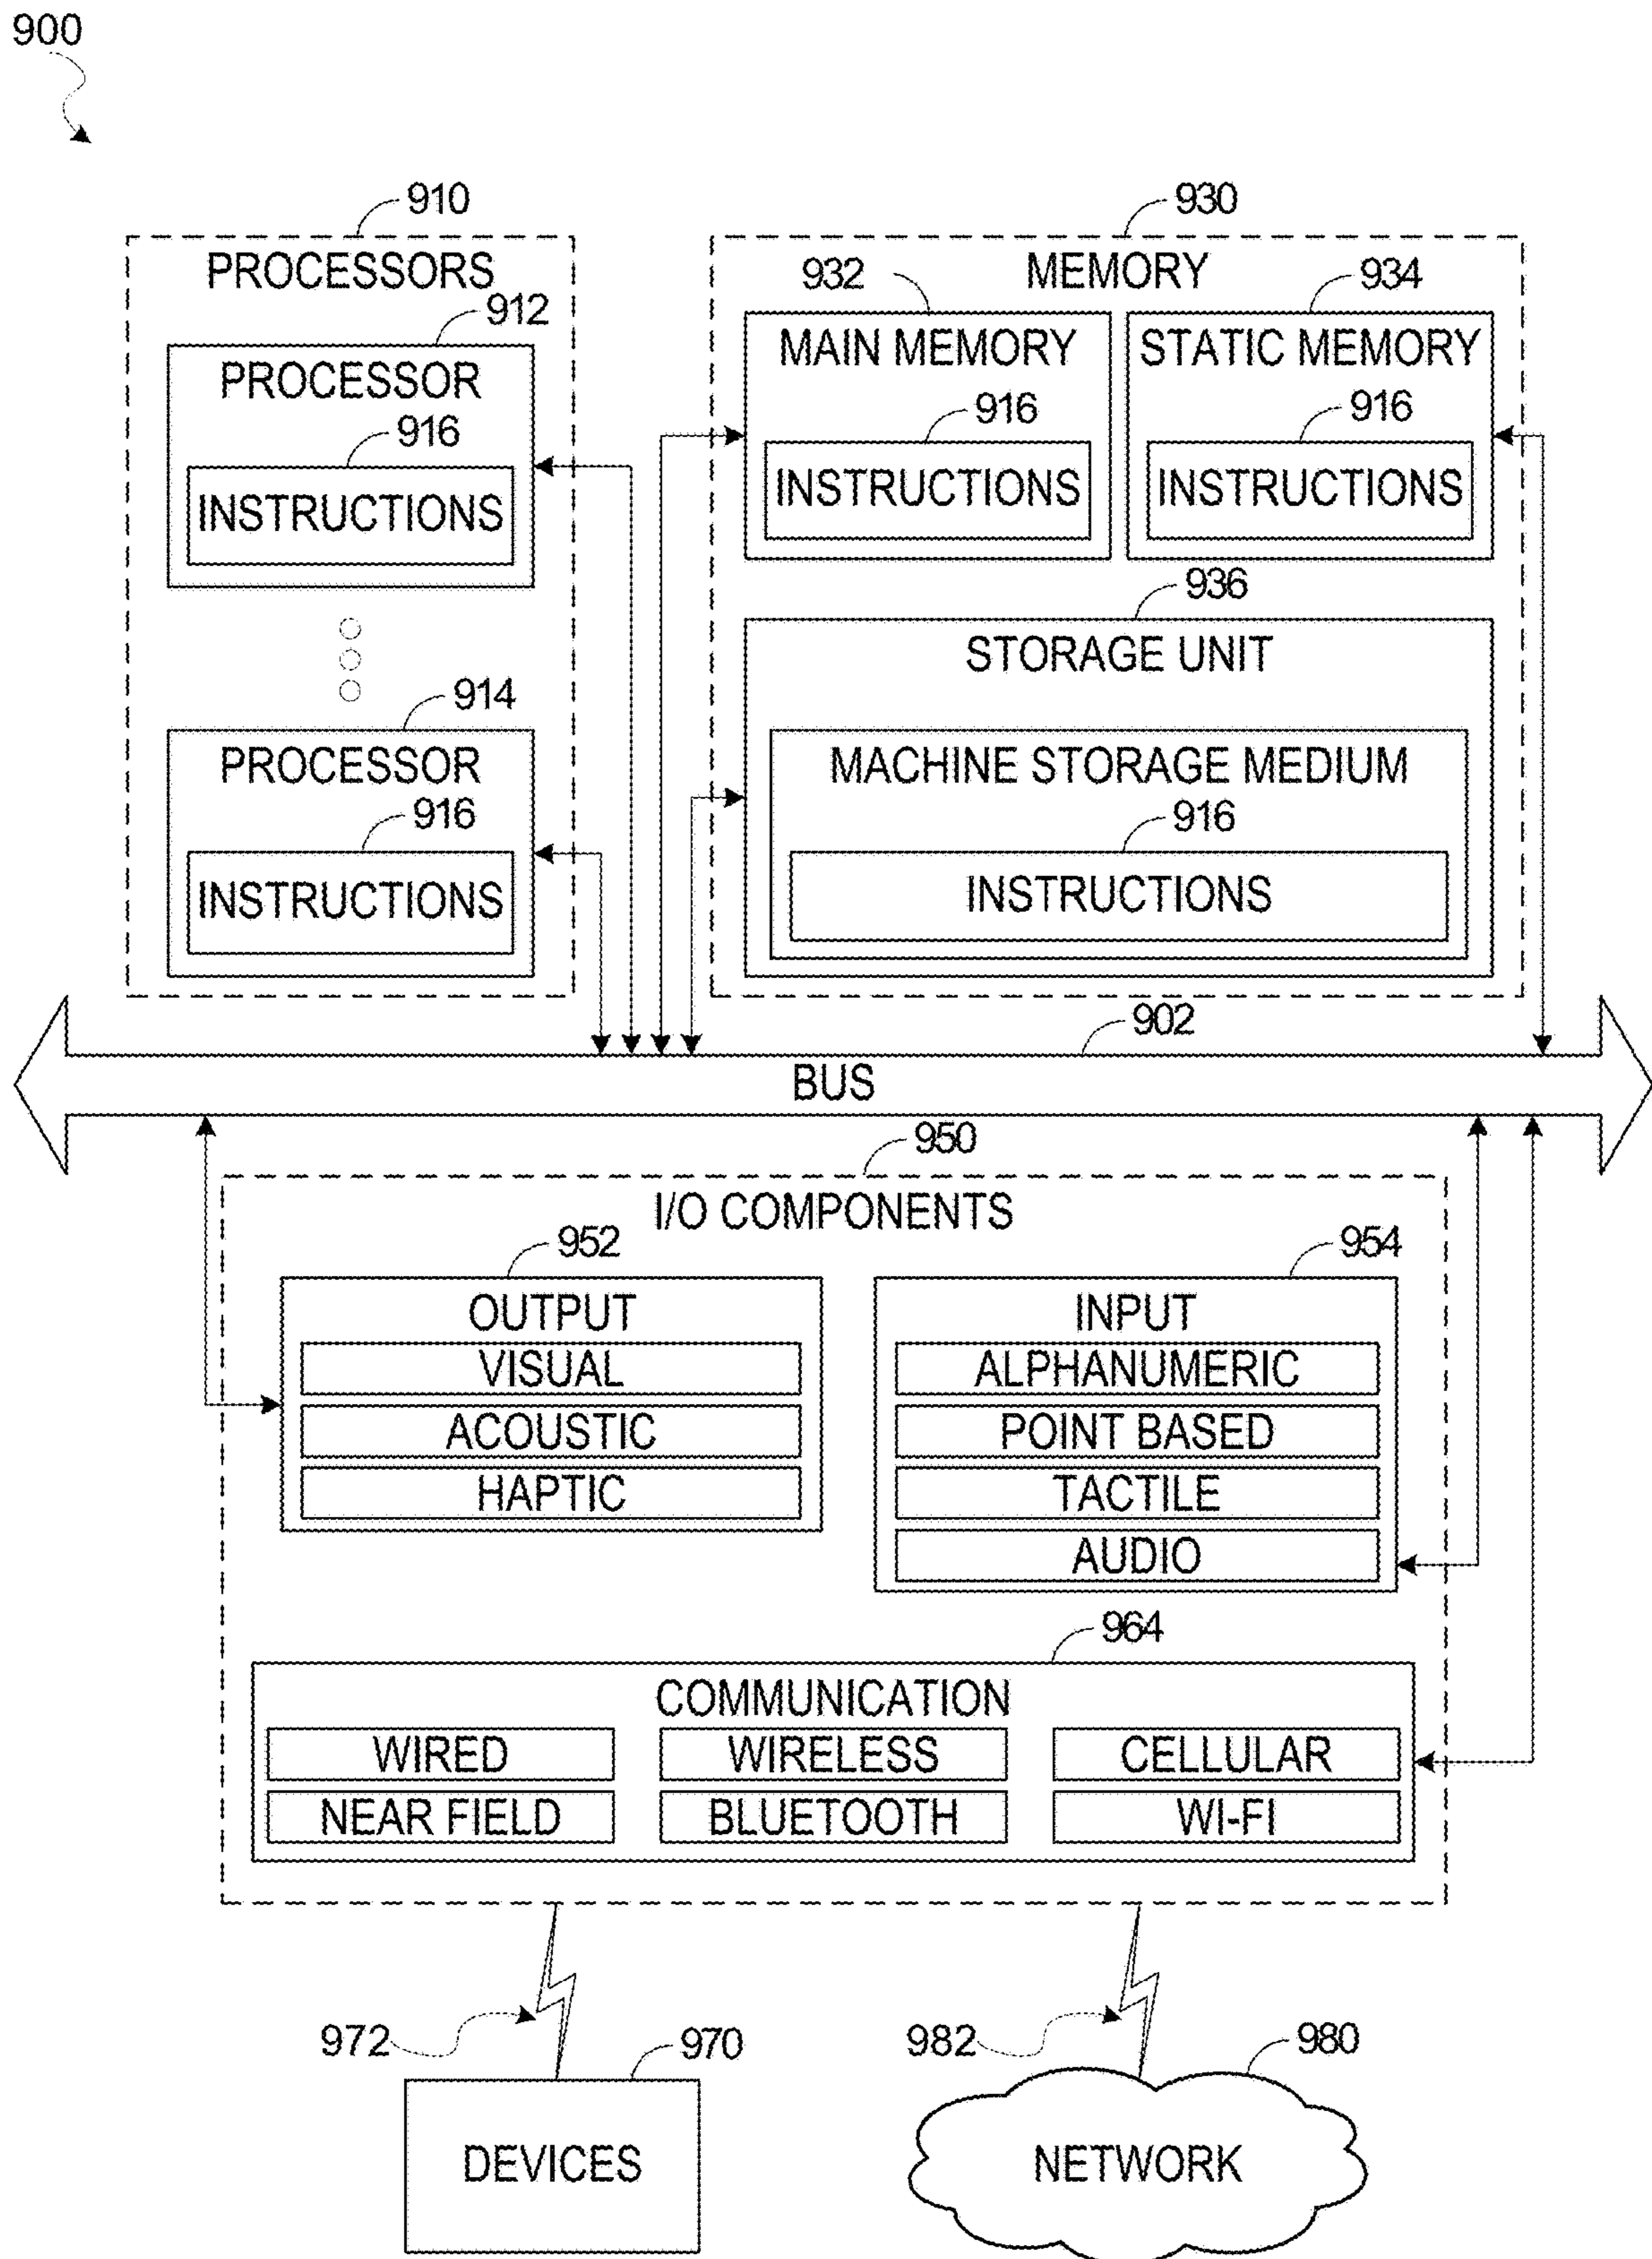 900
910
PROCESSORS
912
PROCESSOR
916
INSTRUCTIONS
914
PROCESSOR
916
INSTRUCTIONS
930
MEMORY
932
MAIN MEMORY
916
INSTRUCTIONS
934
STATIC MEMORY
916
INSTRUCTIONS
936
STORAGE UNIT
MACHINE STORAGE MEDIUM
916
INSTRUCTIONS
902
BUS
950
I/O COMPONENTS
952
OUTPUT
VISUAL
ACOUSTIC
HAPTIC
954
INPUT
ALPHANUMERIC
POINT BASED
TACTILE
AUDIO
964
COMMUNICATION
WIRED
WIRELESS
CELLULAR
NEAR FIELD
BLUETOOTH
WI-FI
972
970
DEVICES
982
980
NETWORK